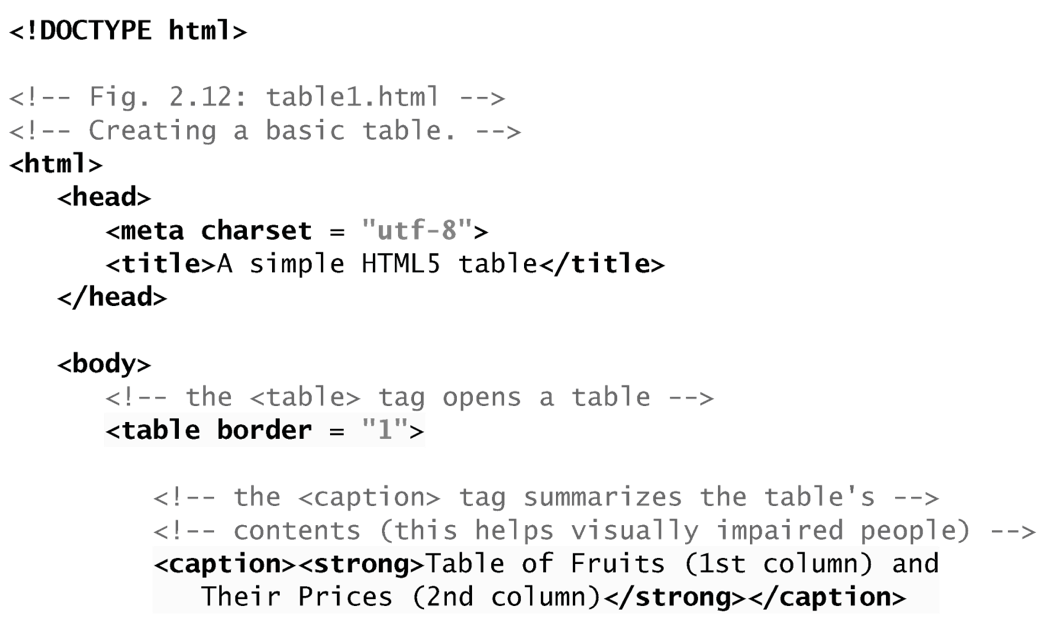 <!DOCTYPE html>
<!-- Fig. 2.12: table1.html -->
<!-- Creating a basic table. -->
<html>
<head>
<meta charset = "utf-8">
<title>A simple HTML5 table</title>
</head>
<body>
<!-- the <table> tag opens a table -->
<table border = "1">
<!-- the <caption> tag summarizes the table's -->
<!-- contents (this helps visually impaired people) -->
<caption><strong>Table of Fruits (1st column) and
Their Prices (2nd column)</strong></caption>